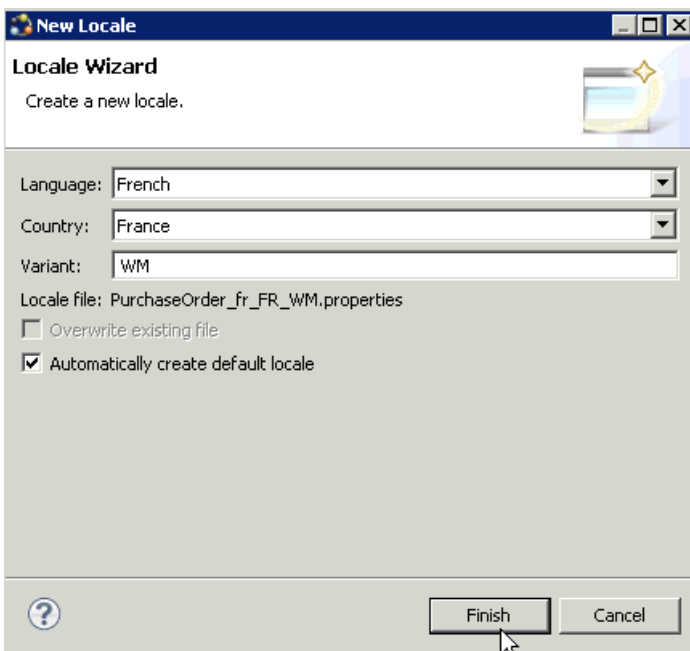 New Locale
Locale Wizard
Create a new locale.
Language: French
Country: France
Variant: WM
Locale file: PurchaseOrder_fr_FR_WM.properties
Overwrite existing file
Automatically create default locale
? Finish Cancel